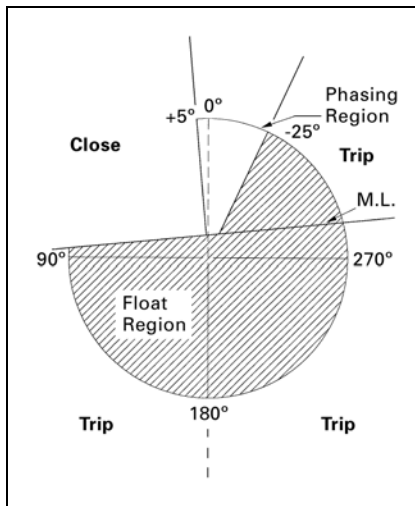 0°
+5°
Phasing
Region
-25°
Close
Trip
M.L.
90°
270°
Float
Region
180°
Trip
Trip